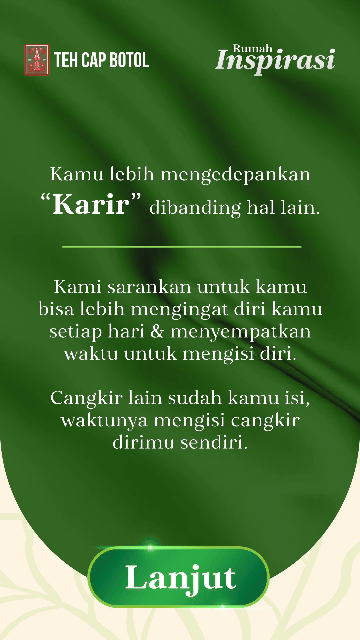 TEH CAP BOTOL
Rumah
Inspirasi
Kamu lebih mengedepankan
“Karir” dibanding hal lain.
Kami sarankan untuk kamu
bisa lebih mengingat diri kamu
setiap hari & menyempatkan
waktu untuk mengisi diri.
Cangkir lain sudah kamu isi,
waktunya mengisi cangkir
dirimu sendiri.
Lanjut